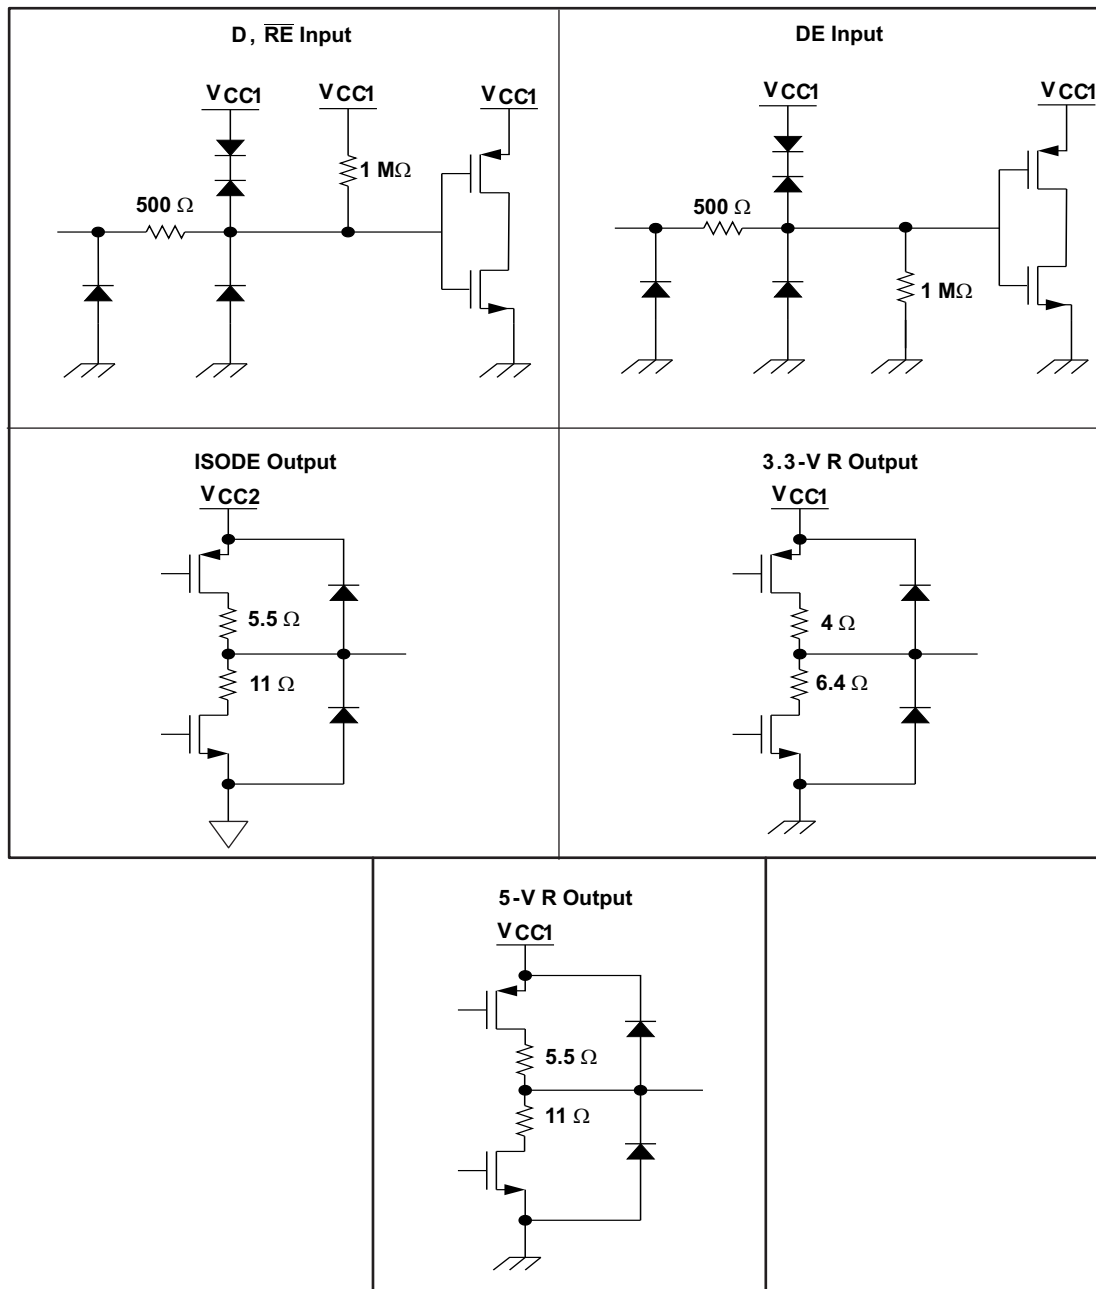 D, R̅E̅ Input
VCC1
VCC1
VCC1
1 MΩ
500 Ω
DE Input
VCC1
VCC1
500 Ω
1 MΩ
ISODE Output
VCC2
5.5 Ω
11 Ω
3.3-V R Output
VCC1
4 Ω
6.4 Ω
5-V R Output
VCC1
5.5 Ω
11 Ω